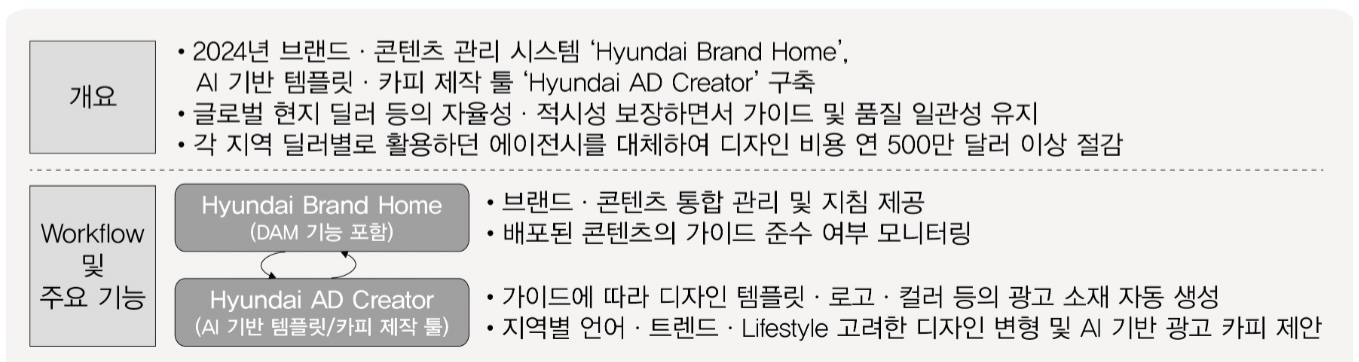 개요
• 2024년 브랜드 · 콘텐츠 관리 시스템 ‘Hyundai Brand Home’,
AI 기반 템플릿 · 카피 제작 툴 ‘Hyundai AD Creator’ 구축
• 글로벌 현지 딜러 등의 자율성 · 적시성 보장하면서 가이드 및 품질 일관성 유지
• 각 지역 딜러별로 활용하던 에이전시를 대체하여 디자인 비용 연 500만 달러 이상 절감
Workflow
및
주요 기능
Hyundai Brand Home
(DAM 기능 포함)
• 브랜드 · 콘텐츠 통합 관리 및 지침 제공
• 배포된 콘텐츠의 가이드 준수 여부 모니터링
Hyundai AD Creator
(AI 기반 템플릿/카피 제작 툴)
• 가이드에 따라 디자인 템플릿 · 로고 · 컬러 등의 광고 소재 자동 생성
• 지역별 언어 · 트렌드 · Lifestyle 고려한 디자인 변형 및 AI 기반 광고 카피 제안